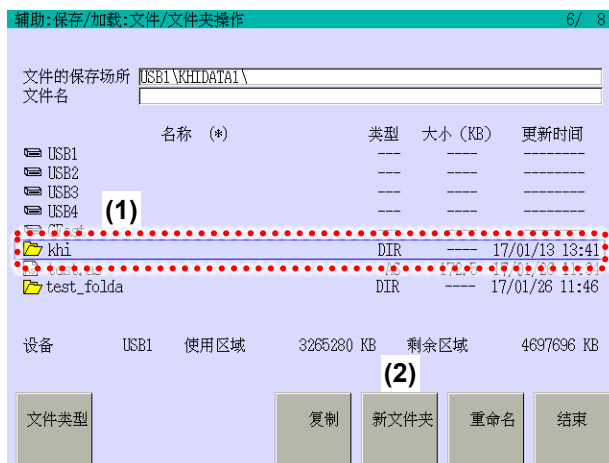 辅助:保存/加载:文件/文件夹操作 6/ 8
文件的保存场所 USB1\KHIDATA1\
文件名
名称 (*) 类型 大小 (KB) 更新时间
USB1 --- ---- --------
USB2 --- ---- --------
USB3 --- ---- --------
USB4 --- ---- --------
(1)
khi DIR ---- 17/01/13 13:41
test_folda DIR ---- 17/01/26 11:46
设备 USB1 使用区域 3265280 KB 剩余区域 4697696 KB
(2)
文件类型 复制 新文件夹 重命名 结束